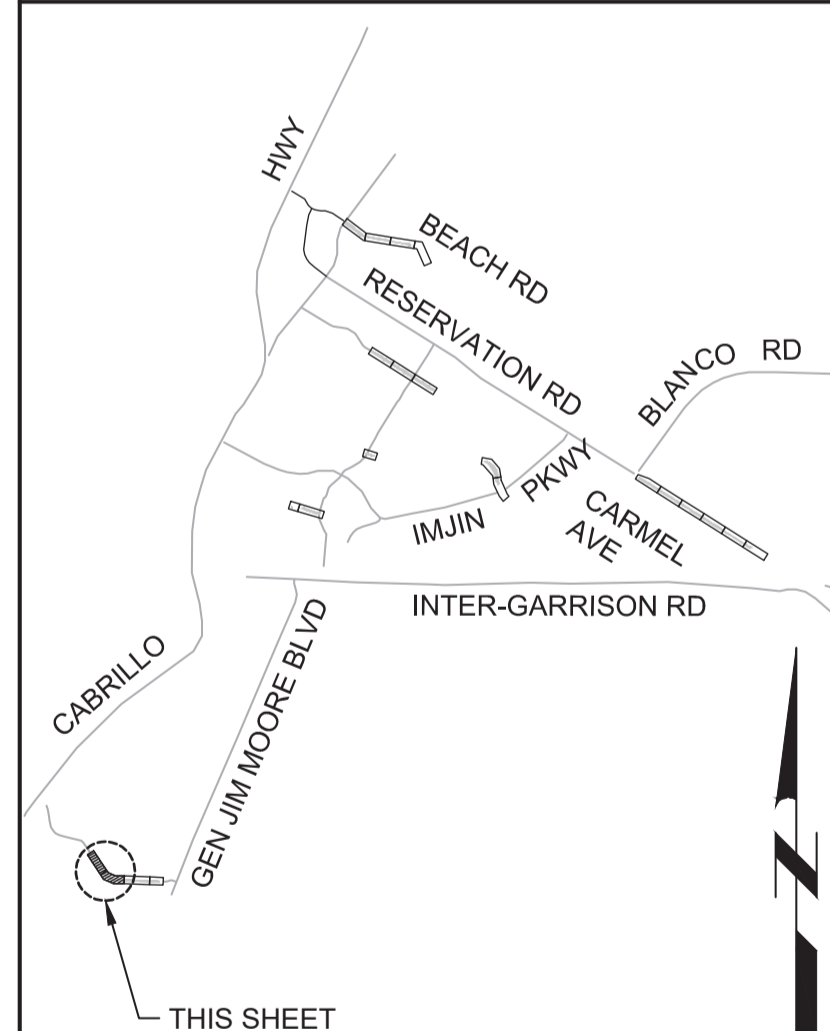 HWY
BEACH RD
RESERVATION RD
BLANCO RD
IMJIN PKWY
CARMEL
AVE
INTER-GARRISON RD
CABRILLO
GEN JIM MOORE BLVD
N
THIS SHEET